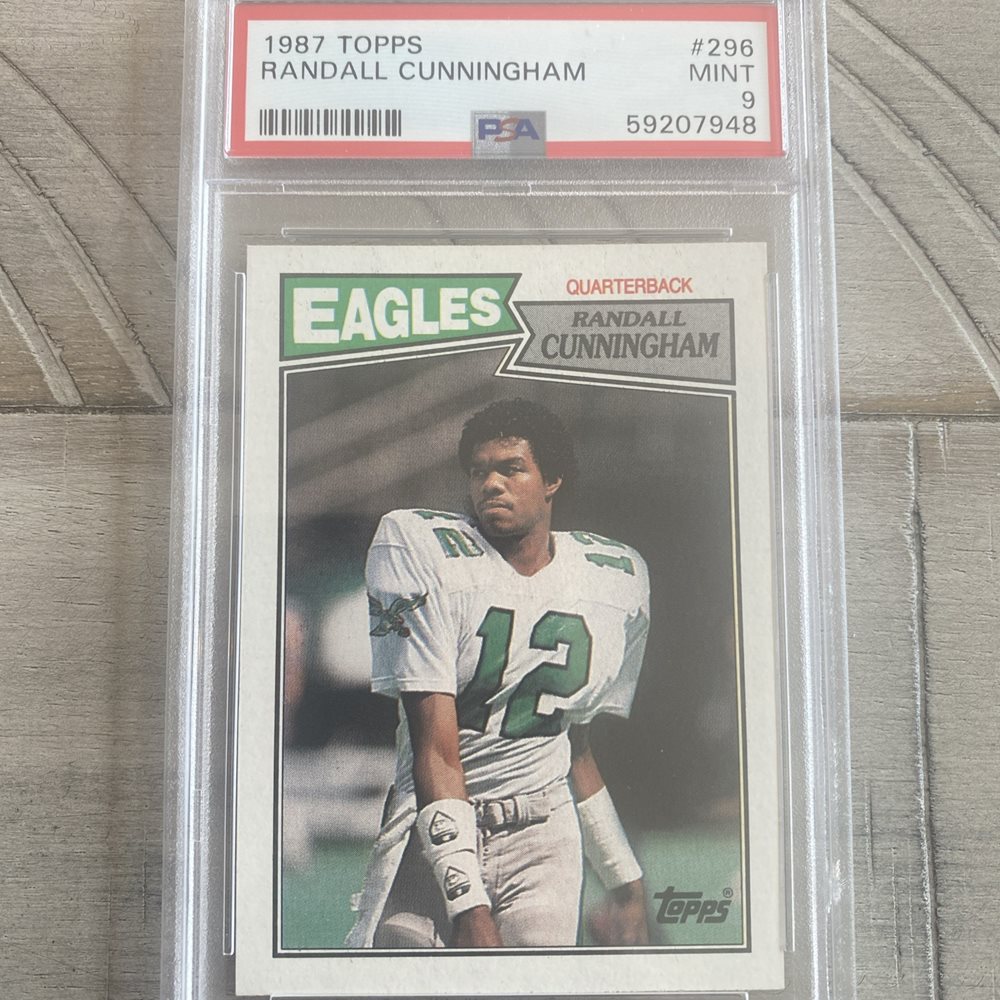 1987 TOPPS #296
RANDALL CUNNINGHAM MINT
9
PSA 59207948
EAGLES
QUARTERBACK
RANDALL
CUNNINGHAM
12 12
12
TOPPS®